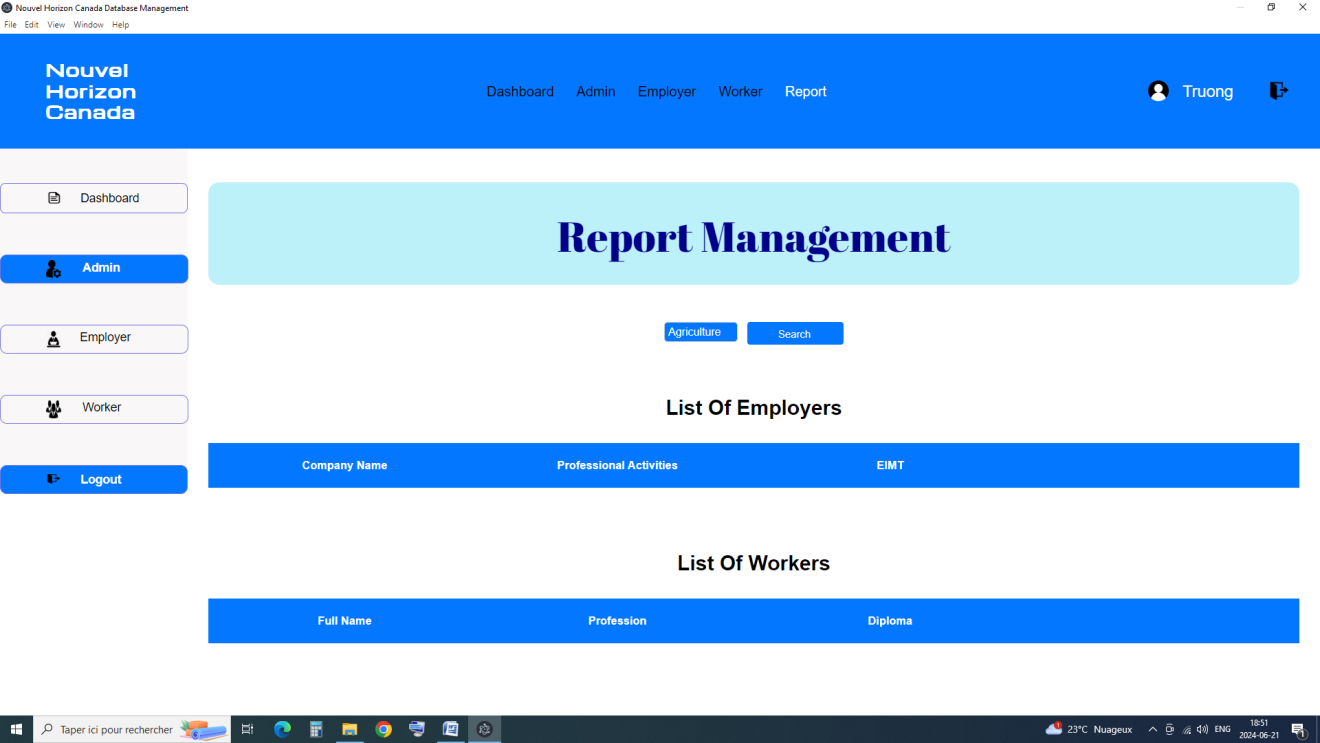 Nouvel Horizon Canada Database Management
File Edit View Window Help
Nouvel
Horizon
Canada
Dashboard Admin Employer Worker Report
Truong
Dashboard
Admin
Employer
Worker
Logout
Report Management
Agriculture Search
List Of Employers
Company Name Professional Activities EIMT
List Of Workers
Full Name Profession Diploma
Taper ici pour rechercher
1
23°C Nuageux
ENG
18:51
2024-06-21
1